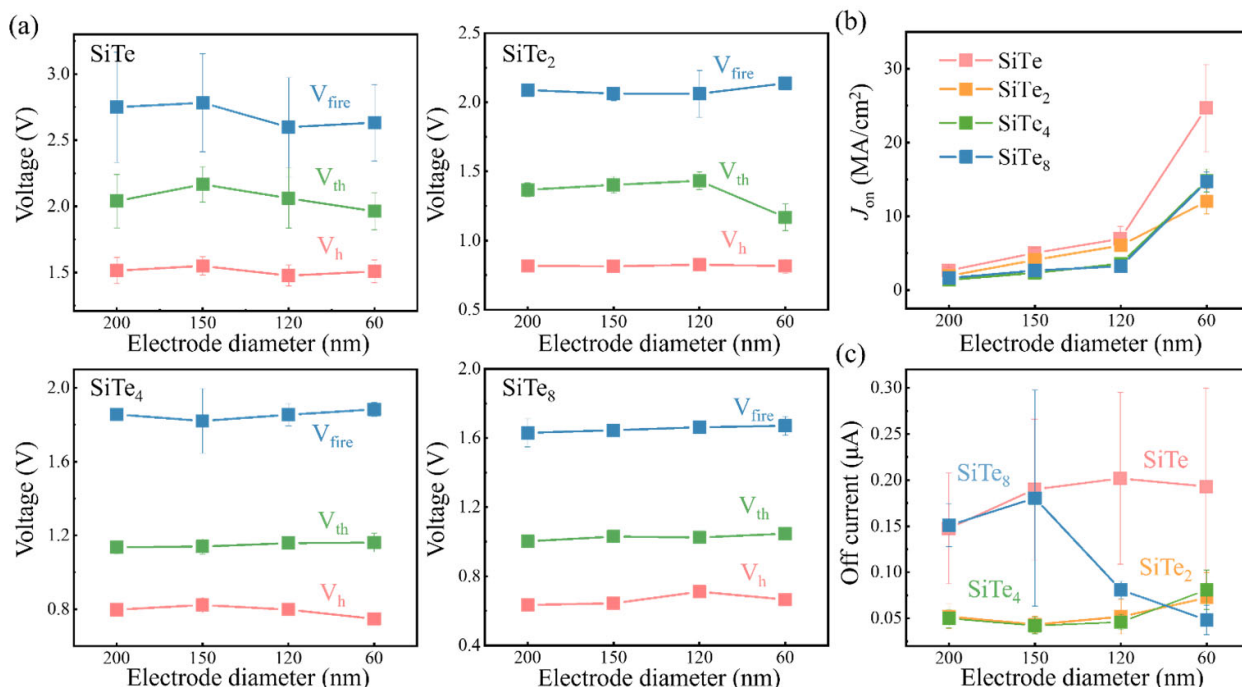 (a)
SiTe
Voltage (V)
3.0
2.5
2.0
1.5
V_fire
V_th
V_h
200 150 120 60
Electrode diameter (nm)
SiTe₂
Voltage (V)
2.5
2.0
1.5
1.0
0.5
V_fire
V_th
V_h
200 150 120 60
Electrode diameter (nm)
(b)
J_on (MA/cm²)
30
20
10
0
SiTe
SiTe₂
SiTe₄
SiTe₈
200 150 120 60
Electrode diameter (nm)
SiTe₄
Voltage (V)
2.0
1.6
1.2
0.8
V_fire
V_th
V_h
200 150 120 60
Electrode diameter (nm)
SiTe₈
Voltage (V)
2.0
1.6
1.2
0.8
0.4
V_fire
V_th
V_h
200 150 120 60
Electrode diameter (nm)
(c)
Off current (μA)
0.30
0.25
0.20
0.15
0.10
0.05
SiTe₈
SiTe
SiTe₂
SiTe₄
200 150 120 60
Electrode diameter (nm)